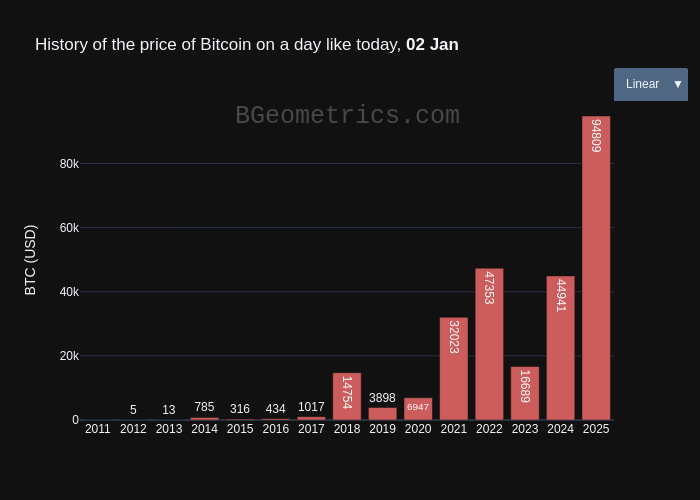 History of the price of Bitcoin on a day like today, 02 Jan
Linear ▼
BGeometrics.com
BTC (USD)
80k
60k
40k
20k
0
5
13
785
316
434
1017
14754
3898
6947
32023
47353
16689
44941
94809
2011 2012 2013 2014 2015 2016 2017 2018 2019 2020 2021 2022 2023 2024 2025